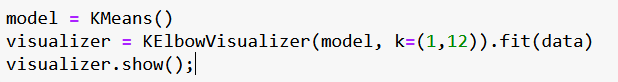 model = KMeans()
visualizer = KElbowVisualizer(model, k=(1,12)).fit(data)
visualizer.show();